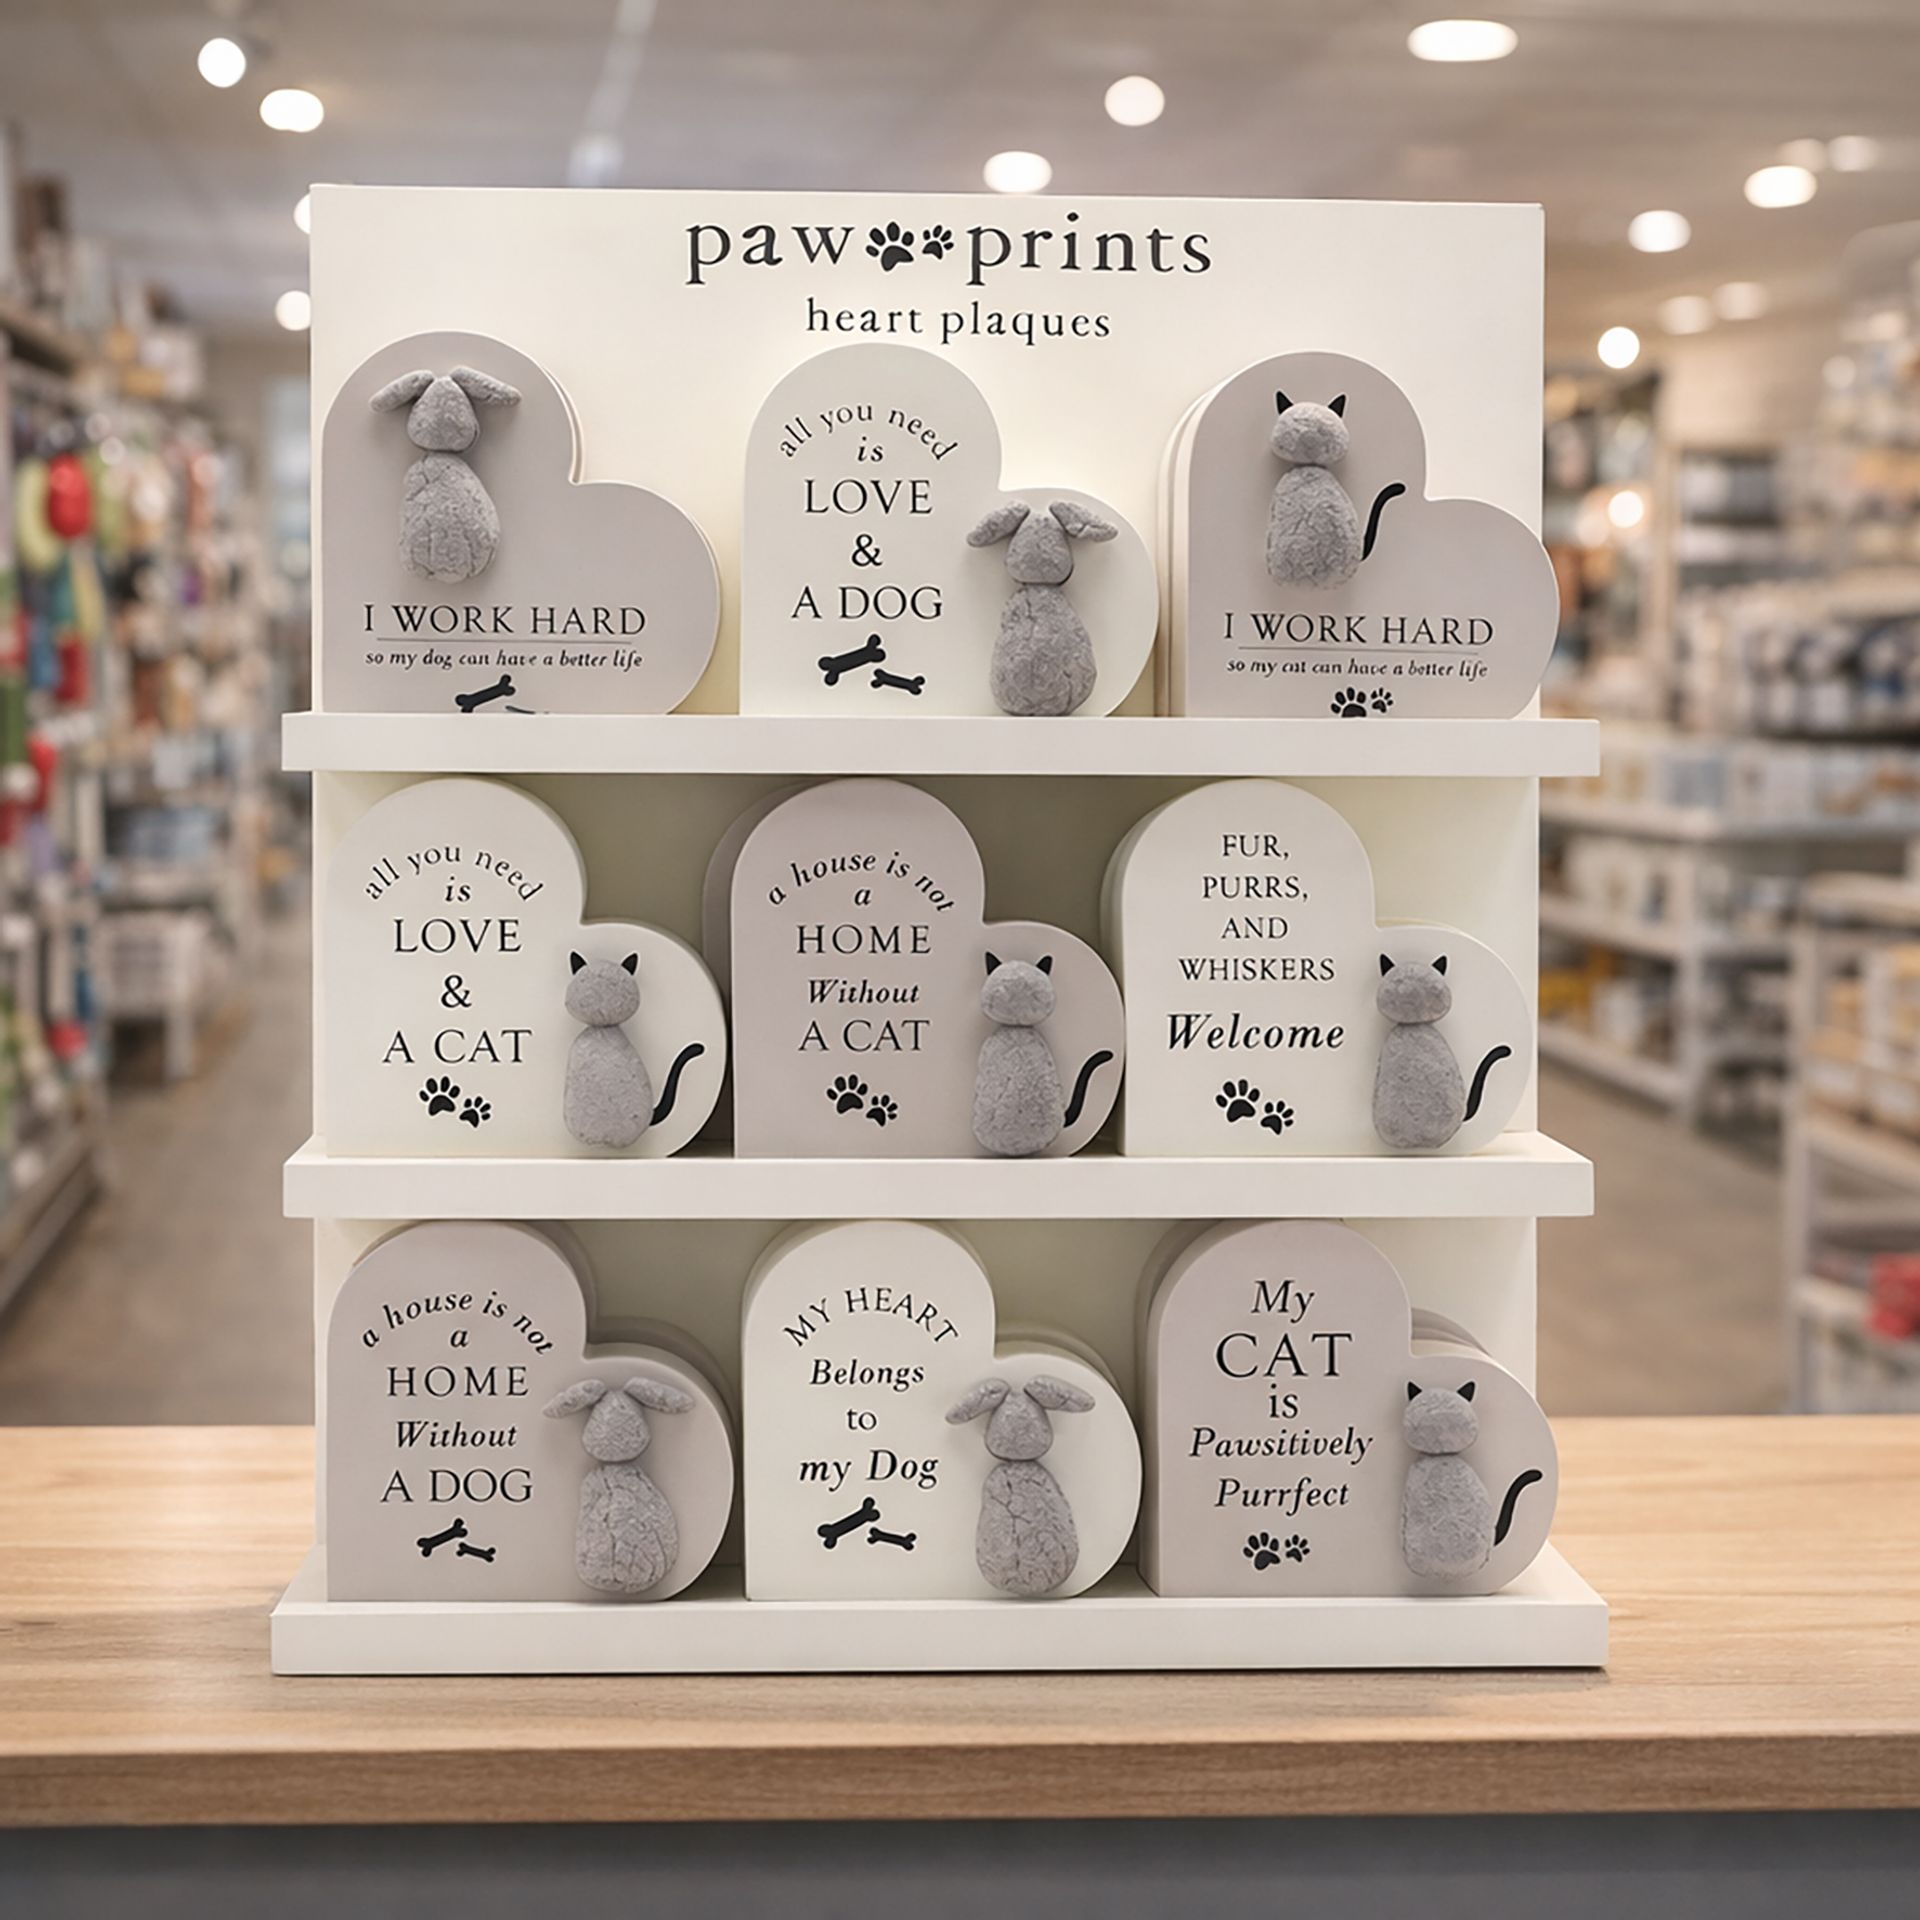 paw prints
heart plaques
I WORK HARD
so my dog can have a better life
all you need
is
LOVE
&
A DOG
I WORK HARD
so my cat can have a better life
all you need
is
LOVE
&
A CAT
a house is not
a
HOME
Without
A CAT
FUR,
PURRS,
AND
WHISKERS
Welcome
a house is not
a
HOME
Without
A DOG
MY HEART
Belongs
to
my Dog
My
CAT
is
Pawsitively
Purrfect